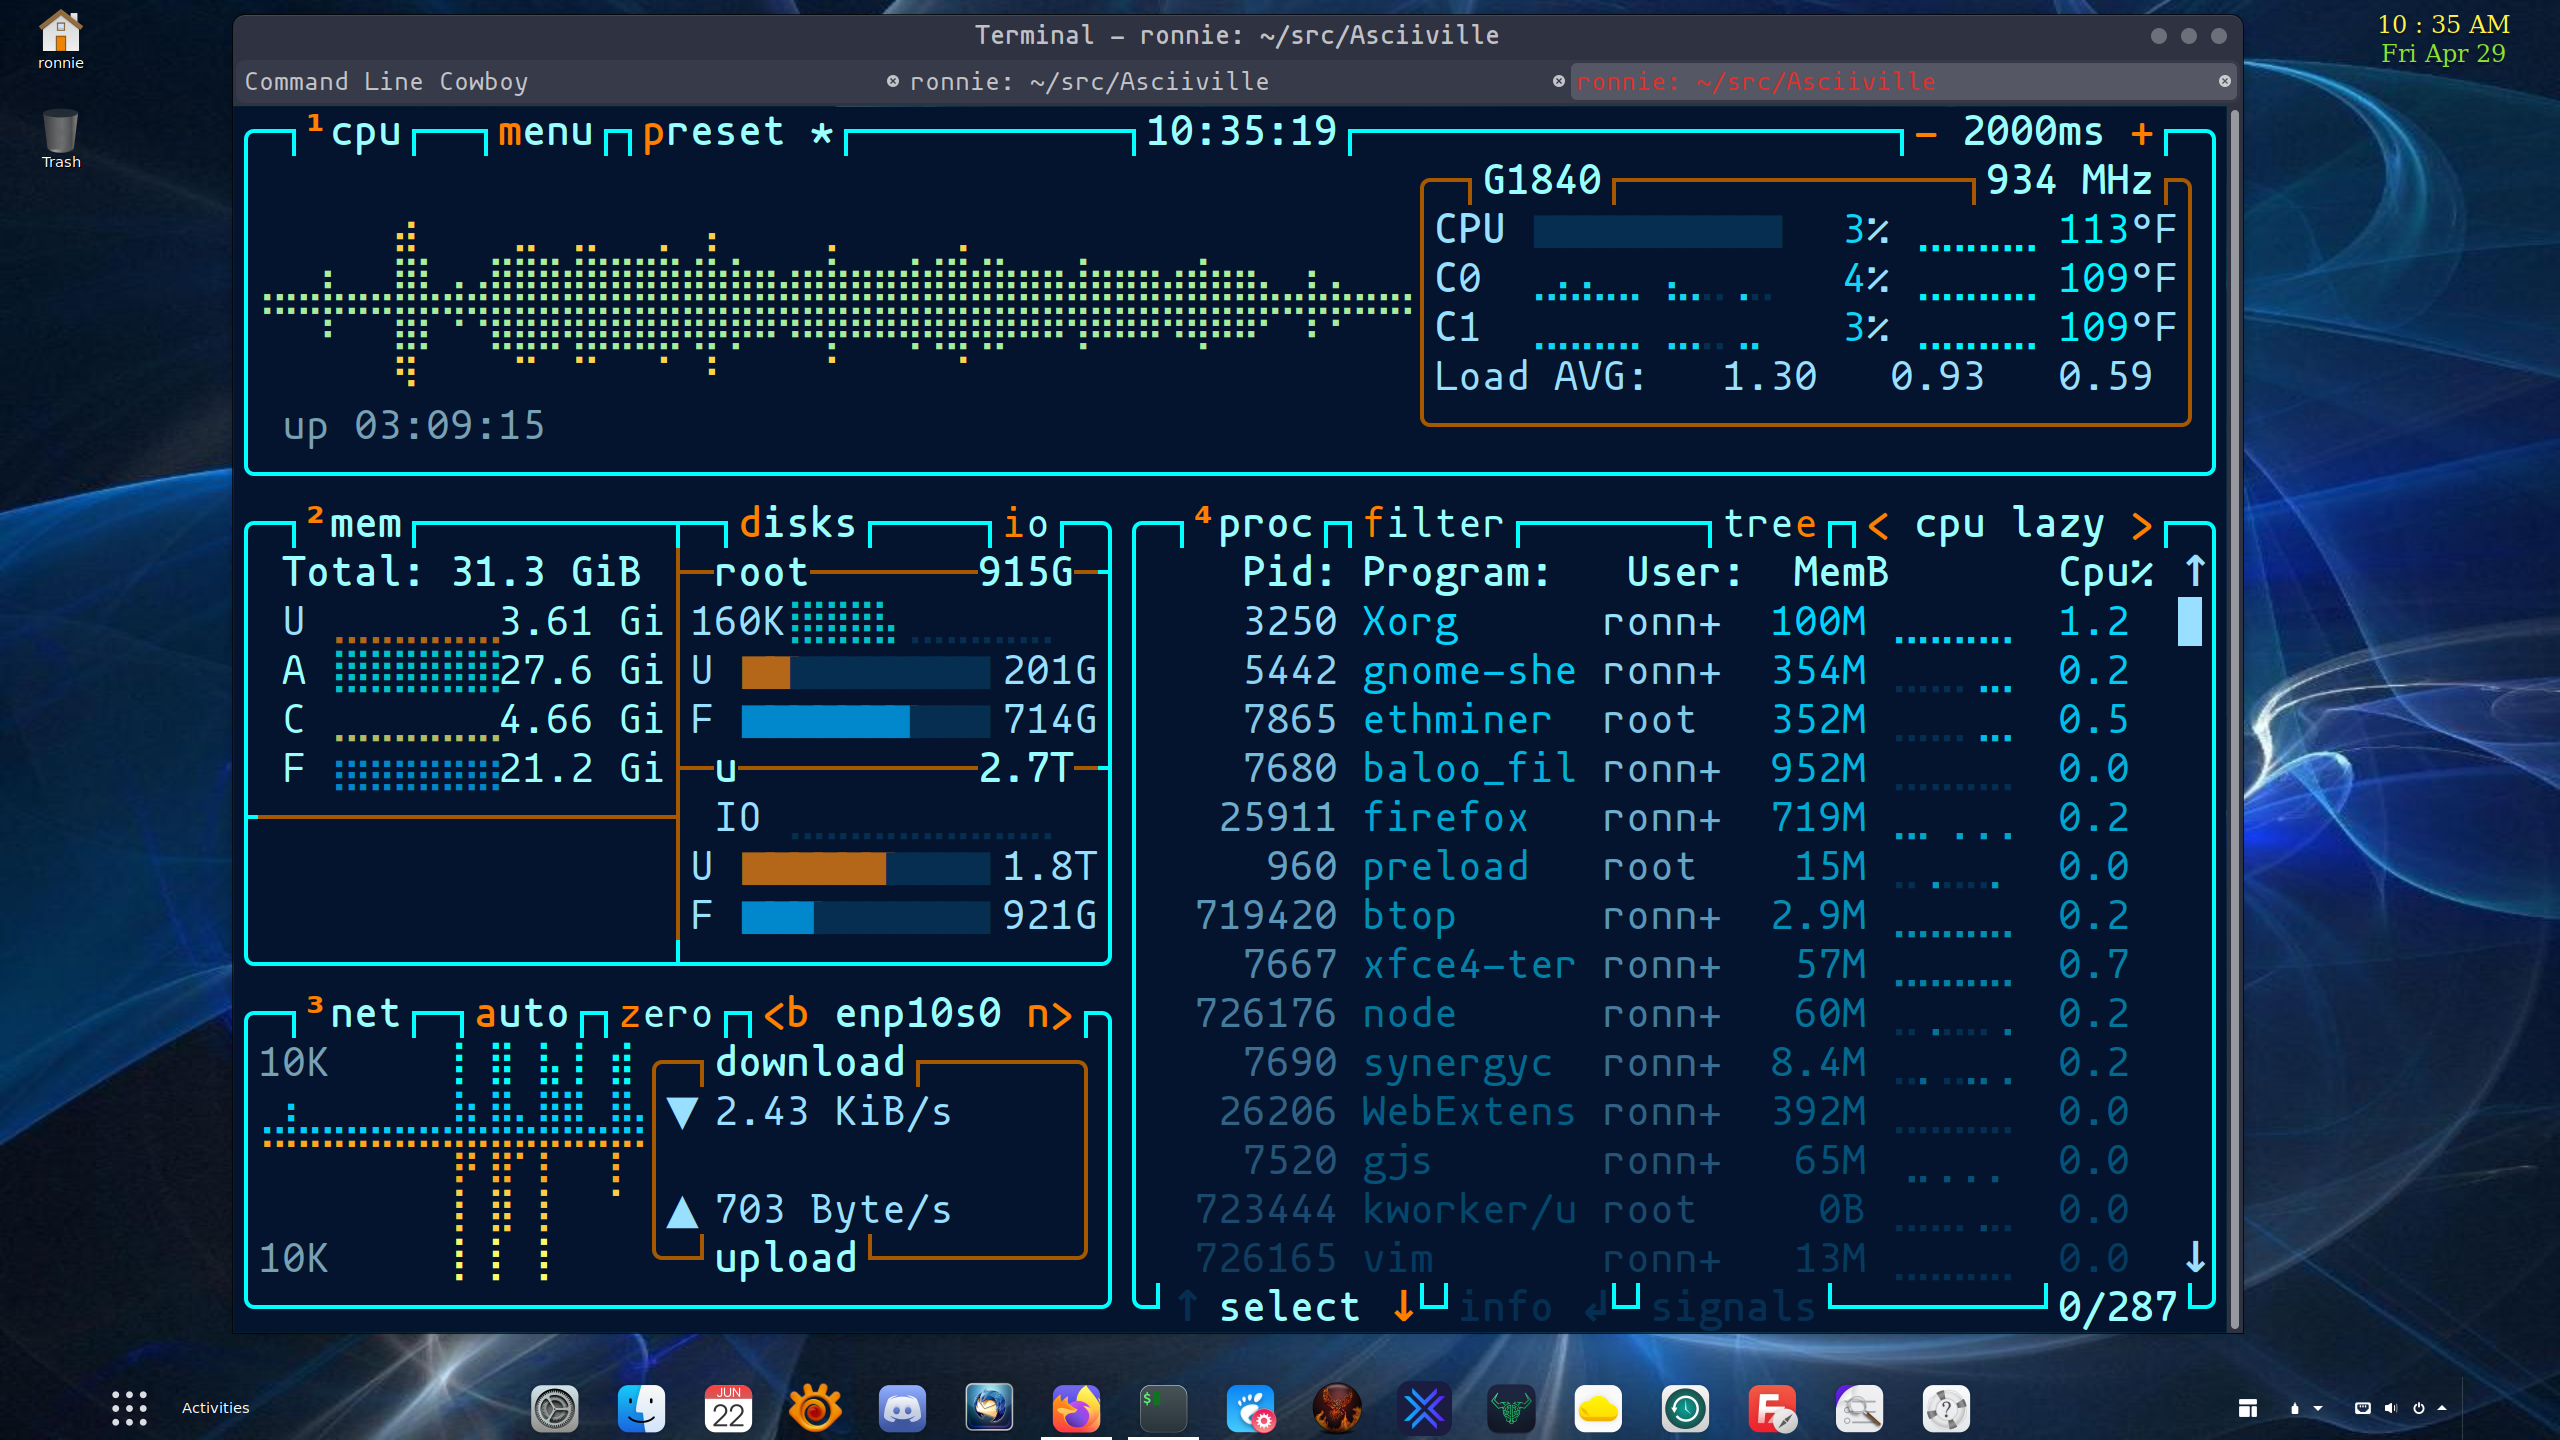 Terminal - ronnie: ~/src/Asciiville
10 : 35 AM
Fri Apr 29
ronnie
Trash
Command Line Cowboy
ronnie: ~/src/Asciiville
ronnie: ~/src/Asciiville
¹cpu menu preset * 10:35:19 - 2000ms +
G1840 934 MHz
CPU 3% 113°F
C0 4% 109°F
C1 3% 109°F
Load AVG: 1.30 0.93 0.59
up 03:09:15
²mem disks io
Total: 31.3 GiB root 915G
U 3.61 Gi 160K
A 27.6 Gi U 201G
C 4.66 Gi F 714G
F 21.2 Gi u 2.7T
IO
U 1.8T
F 921G
³net auto zero <b enp10s0 n>
10K download
▼ 2.43 KiB/s
▲ 703 Byte/s
10K upload
⁴proc filter tree < cpu lazy >
Pid: Program: User: MemB Cpu% ↑
3250 Xorg ronn+ 100M 1.2
5442 gnome-she ronn+ 354M 0.2
7865 ethminer root 352M 0.5
7680 baloo_fil ronn+ 952M 0.0
25911 firefox ronn+ 719M 0.2
960 preload root 15M 0.0
719420 btop ronn+ 2.9M 0.2
7667 xfce4-ter ronn+ 57M 0.7
726176 node ronn+ 60M 0.2
7690 synergyc ronn+ 8.4M 0.2
26206 WebExtens ronn+ 392M 0.0
7520 gjs ronn+ 65M 0.0
723444 kworker/u root 0B 0.0
726165 vim ronn+ 13M 0.0 ↓
↑ select ↓ info ↲ signals 0/287
Activities
JUN
22
$
F
?